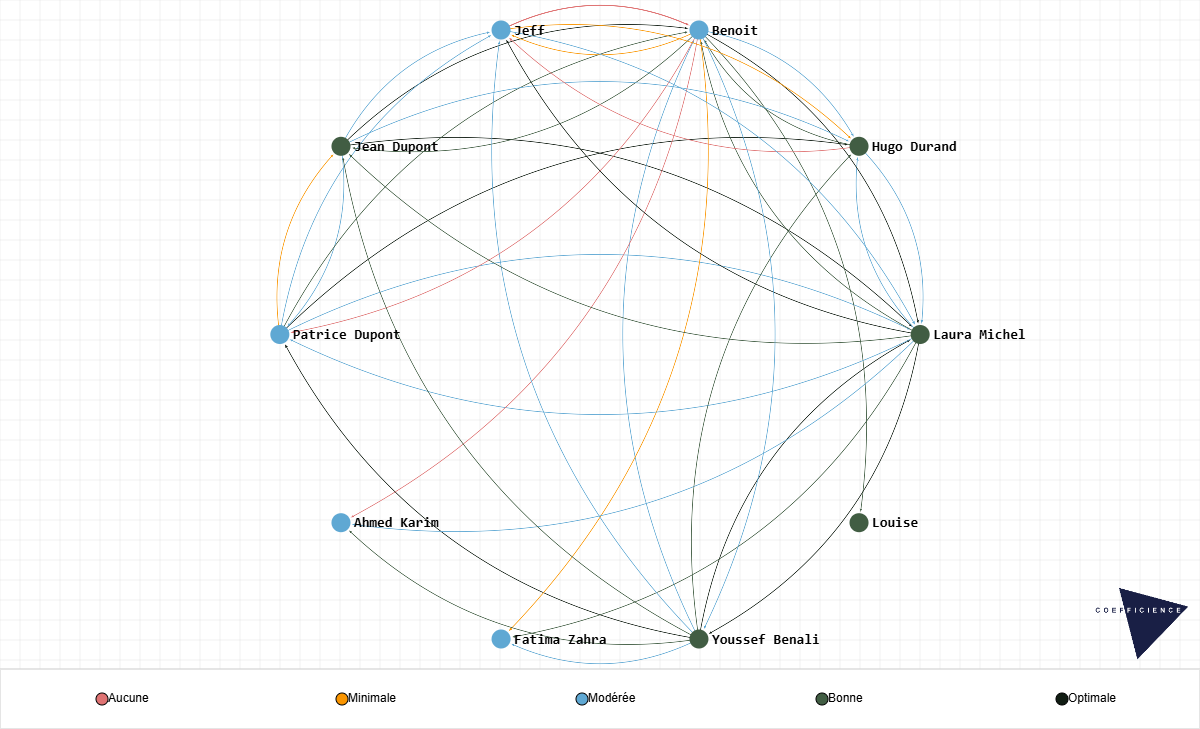 Jeff
Benoit
Jean Dupont
Hugo Durand
Patrice Dupont
Laura Michel
Ahmed Karim
Louise
COEFFICIENCE
Fatima Zahra
Youssef Benali
Aucune
Minimale
Modérée
Bonne
Optimale